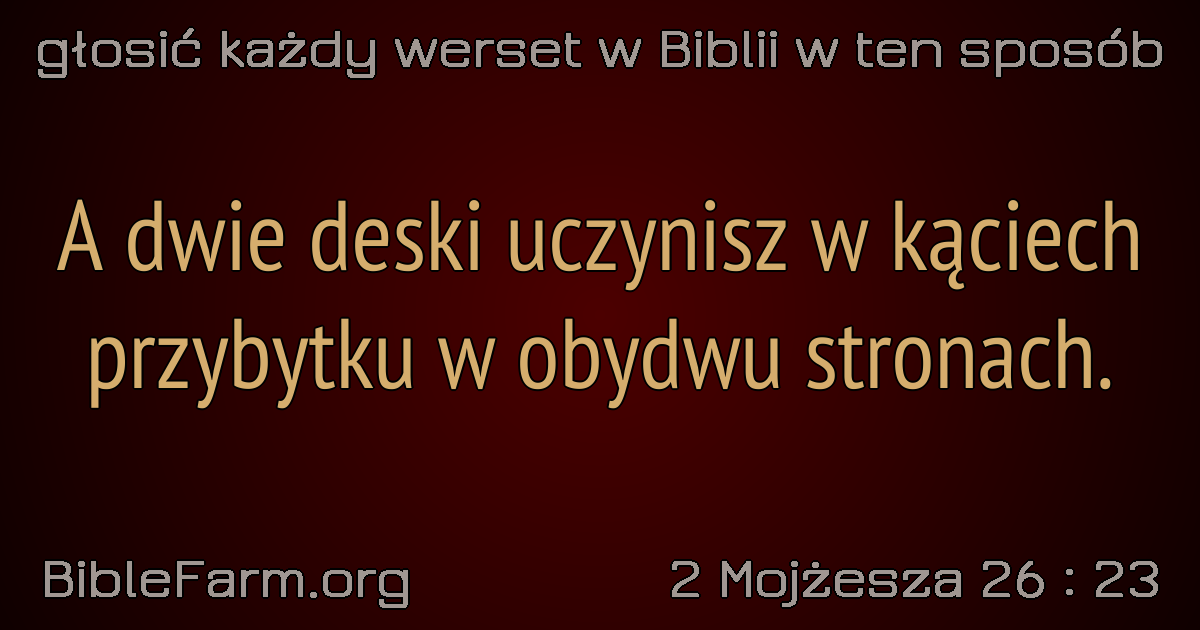 głosić każdy werset w Biblii w ten sposób
A dwie deski uczynisz w kąciech
przybytku w obydwu stronach.
BibleFarm.org
2 Mojżesza 26 : 23